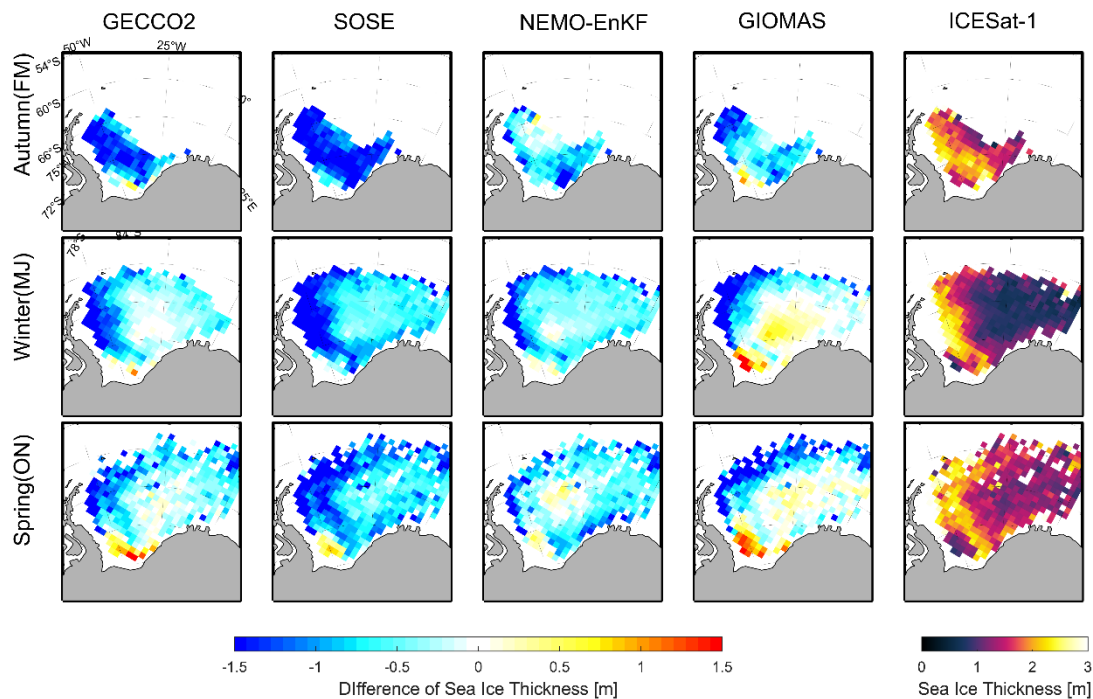 GECCO2 SOSE NEMO-EnKF GIOMAS ICESat-1
Autumn(FM)
50°W 25°W
54°S
60°S 0°
66°S
75°W
72°S 25°E
Winter(MJ)
78°S 84°S
Spring(ON)
-1.5 -1 -0.5 0 0.5 1 1.5
DIfference of Sea Ice Thickness [m]
0 1 2 3
Sea Ice Thickness [m]